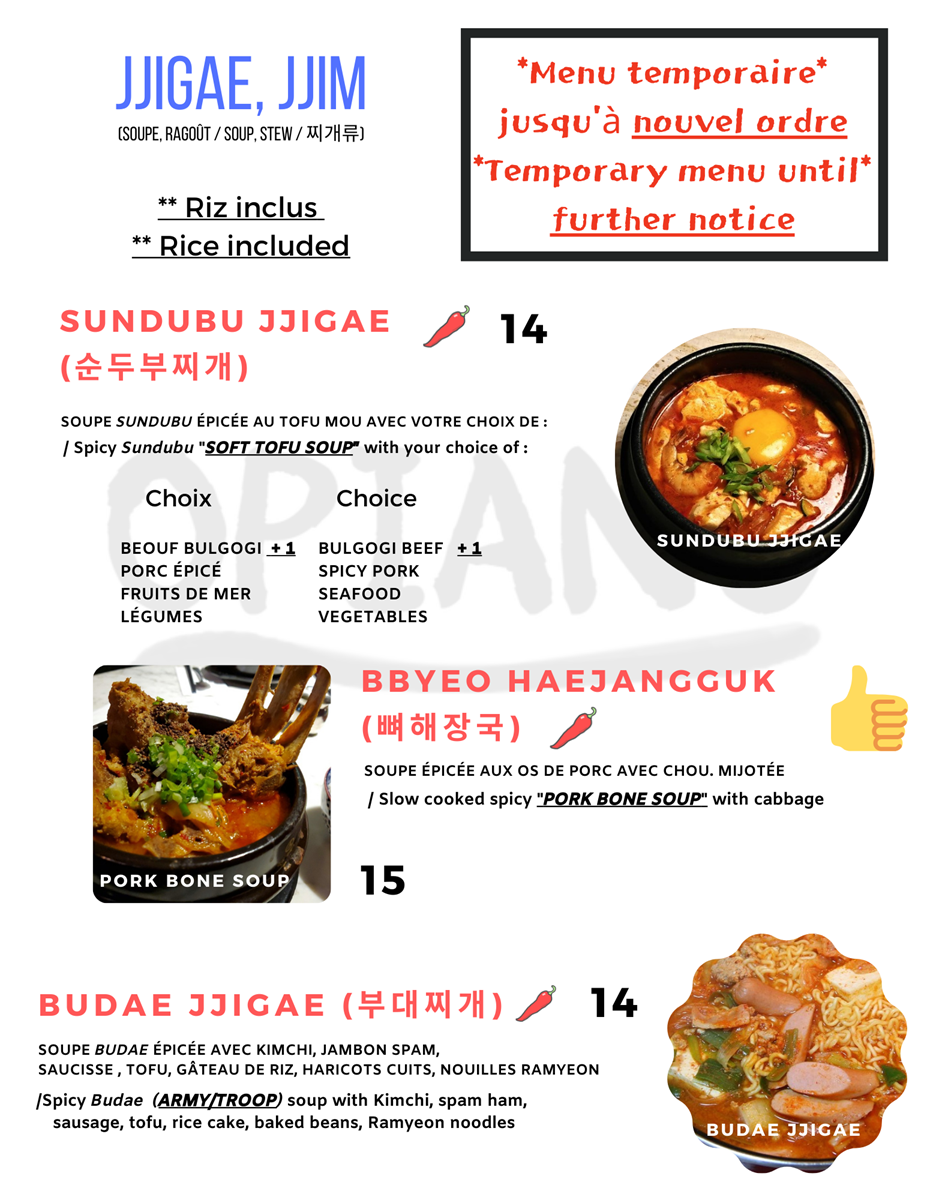 JJIGAE, JJIM
(SOUPE, RAGOÛT / SOUP, STEW / 찌개류)
** Riz inclus
** Rice included
*Menu temporaire*
jusqu'à nouvel ordre
*Temporary menu until*
further notice
SUNDUBU JJIGAE 14
(순두부찌개)
SOUPE SUNDUBU ÉPICÉE AU TOFU MOU AVEC VOTRE CHOIX DE :
/ Spicy Sundubu "SOFT TOFU SOUP" with your choice of :
Choix Choice
BEOUF BULGOGI + 1 BULGOGI BEEF + 1
PORC ÉPICÉ SPICY PORK
FRUITS DE MER SEAFOOD
LÉGUMES VEGETABLES
SUNDUBU JJIGAE
OPIANO
BBYEO HAEJANGGUK
(뼈해장국)
SOUPE ÉPICÉE AUX OS DE PORC AVEC CHOU. MIJOTÉE
/ Slow cooked spicy "PORK BONE SOUP" with cabbage
PORK BONE SOUP
15
BUDAE JJIGAE (부대찌개) 14
SOUPE BUDAE ÉPICÉE AVEC KIMCHI, JAMBON SPAM,
SAUCISSE , TOFU, GÂTEAU DE RIZ, HARICOTS CUITS, NOUILLES RAMYEON
/Spicy Budae (ARMY/TROOP) soup with Kimchi, spam ham,
sausage, tofu, rice cake, baked beans, Ramyeon noodles
BUDAE JJIGAE